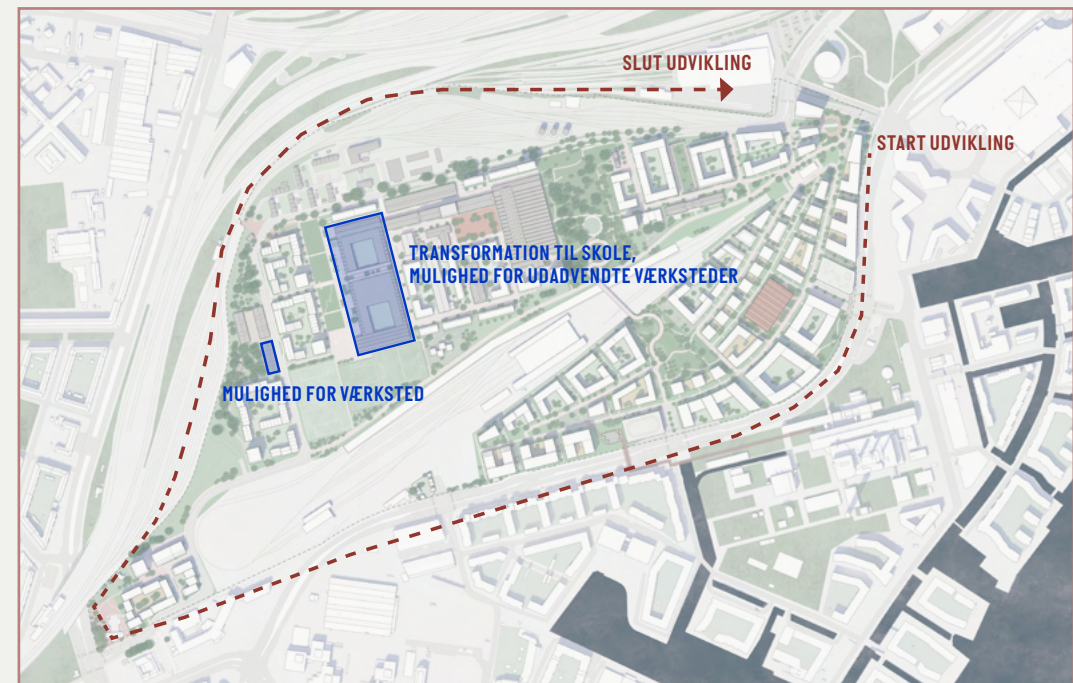 SLUT UDVIKLING
START UDVIKLING
TRANSFORMATION TIL SKOLE,
MULIGHED FOR UDADVENDTE VÆRKSTEDER
MULIGHED FOR VÆRKSTED